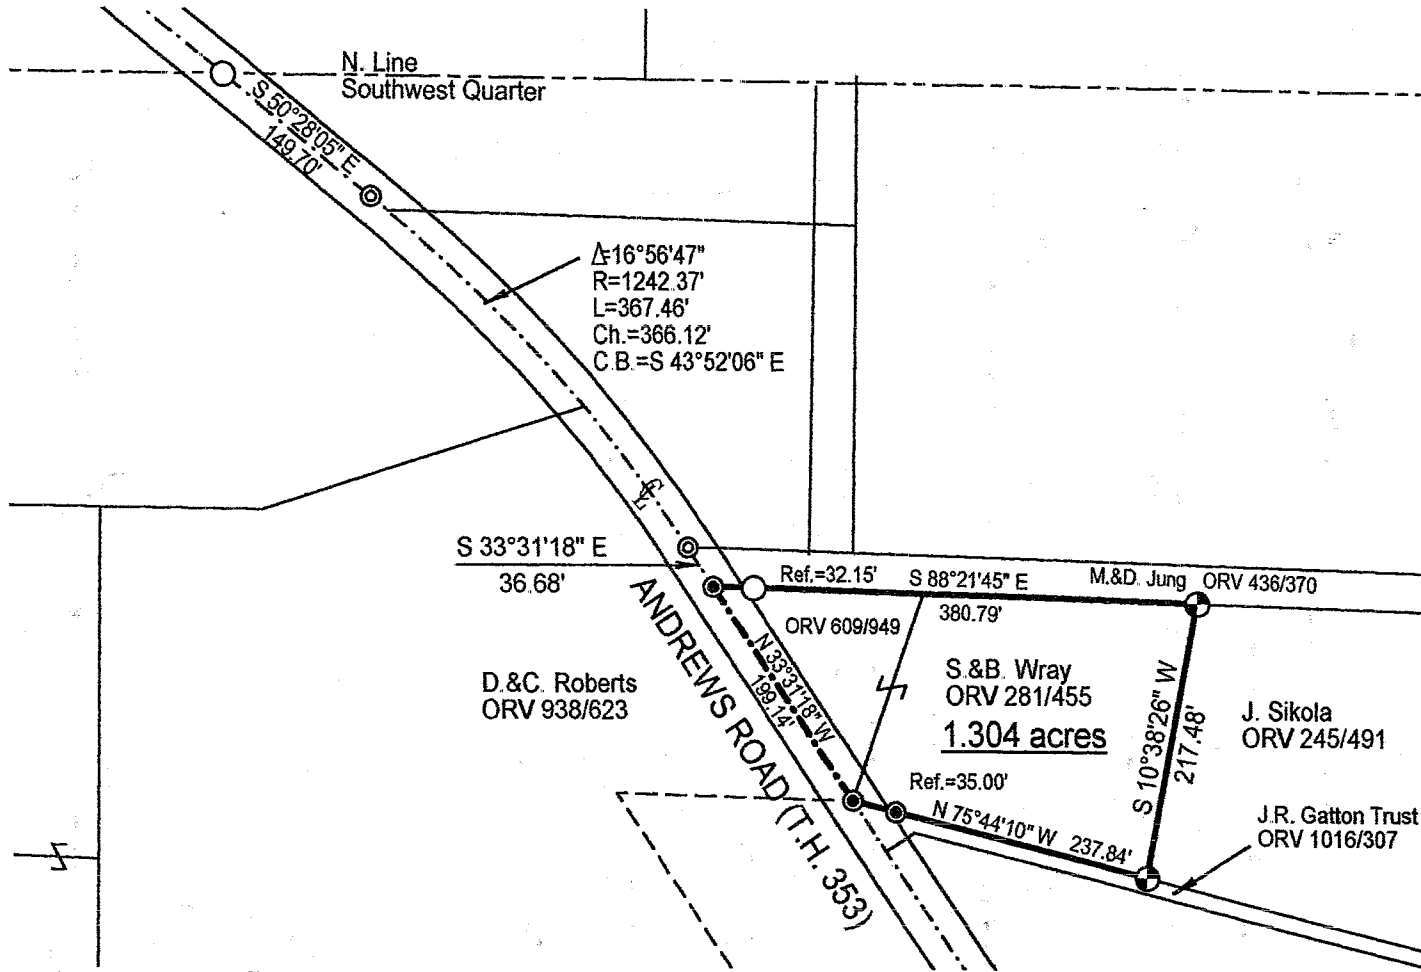 N. Line
Southwest Quarter
S 50°28'05" E
149.70'
Δ=16°56'47"
R=1242.37'
L=367.46'
Ch.=366.12'
C.B.=S 43°52'06" E
CL
S 33°31'18" E
36.68'
Ref.=32.15'
S 88°21'45" E
380.79'
M.&D. Jung
ORV 436/370
ORV 609/949
N 33°31'18" W
199.14'
D.&C. Roberts
ORV 938/623
ANDREWS ROAD (T.H. 353)
S.&B. Wray
ORV 281/455
1.304 acres
S 10°38'26" W
217.48'
J. Sikola
ORV 245/491
Ref.=35.00'
N 75°44'10" W
237.84'
J.R. Gatton Trust
ORV 1016/307